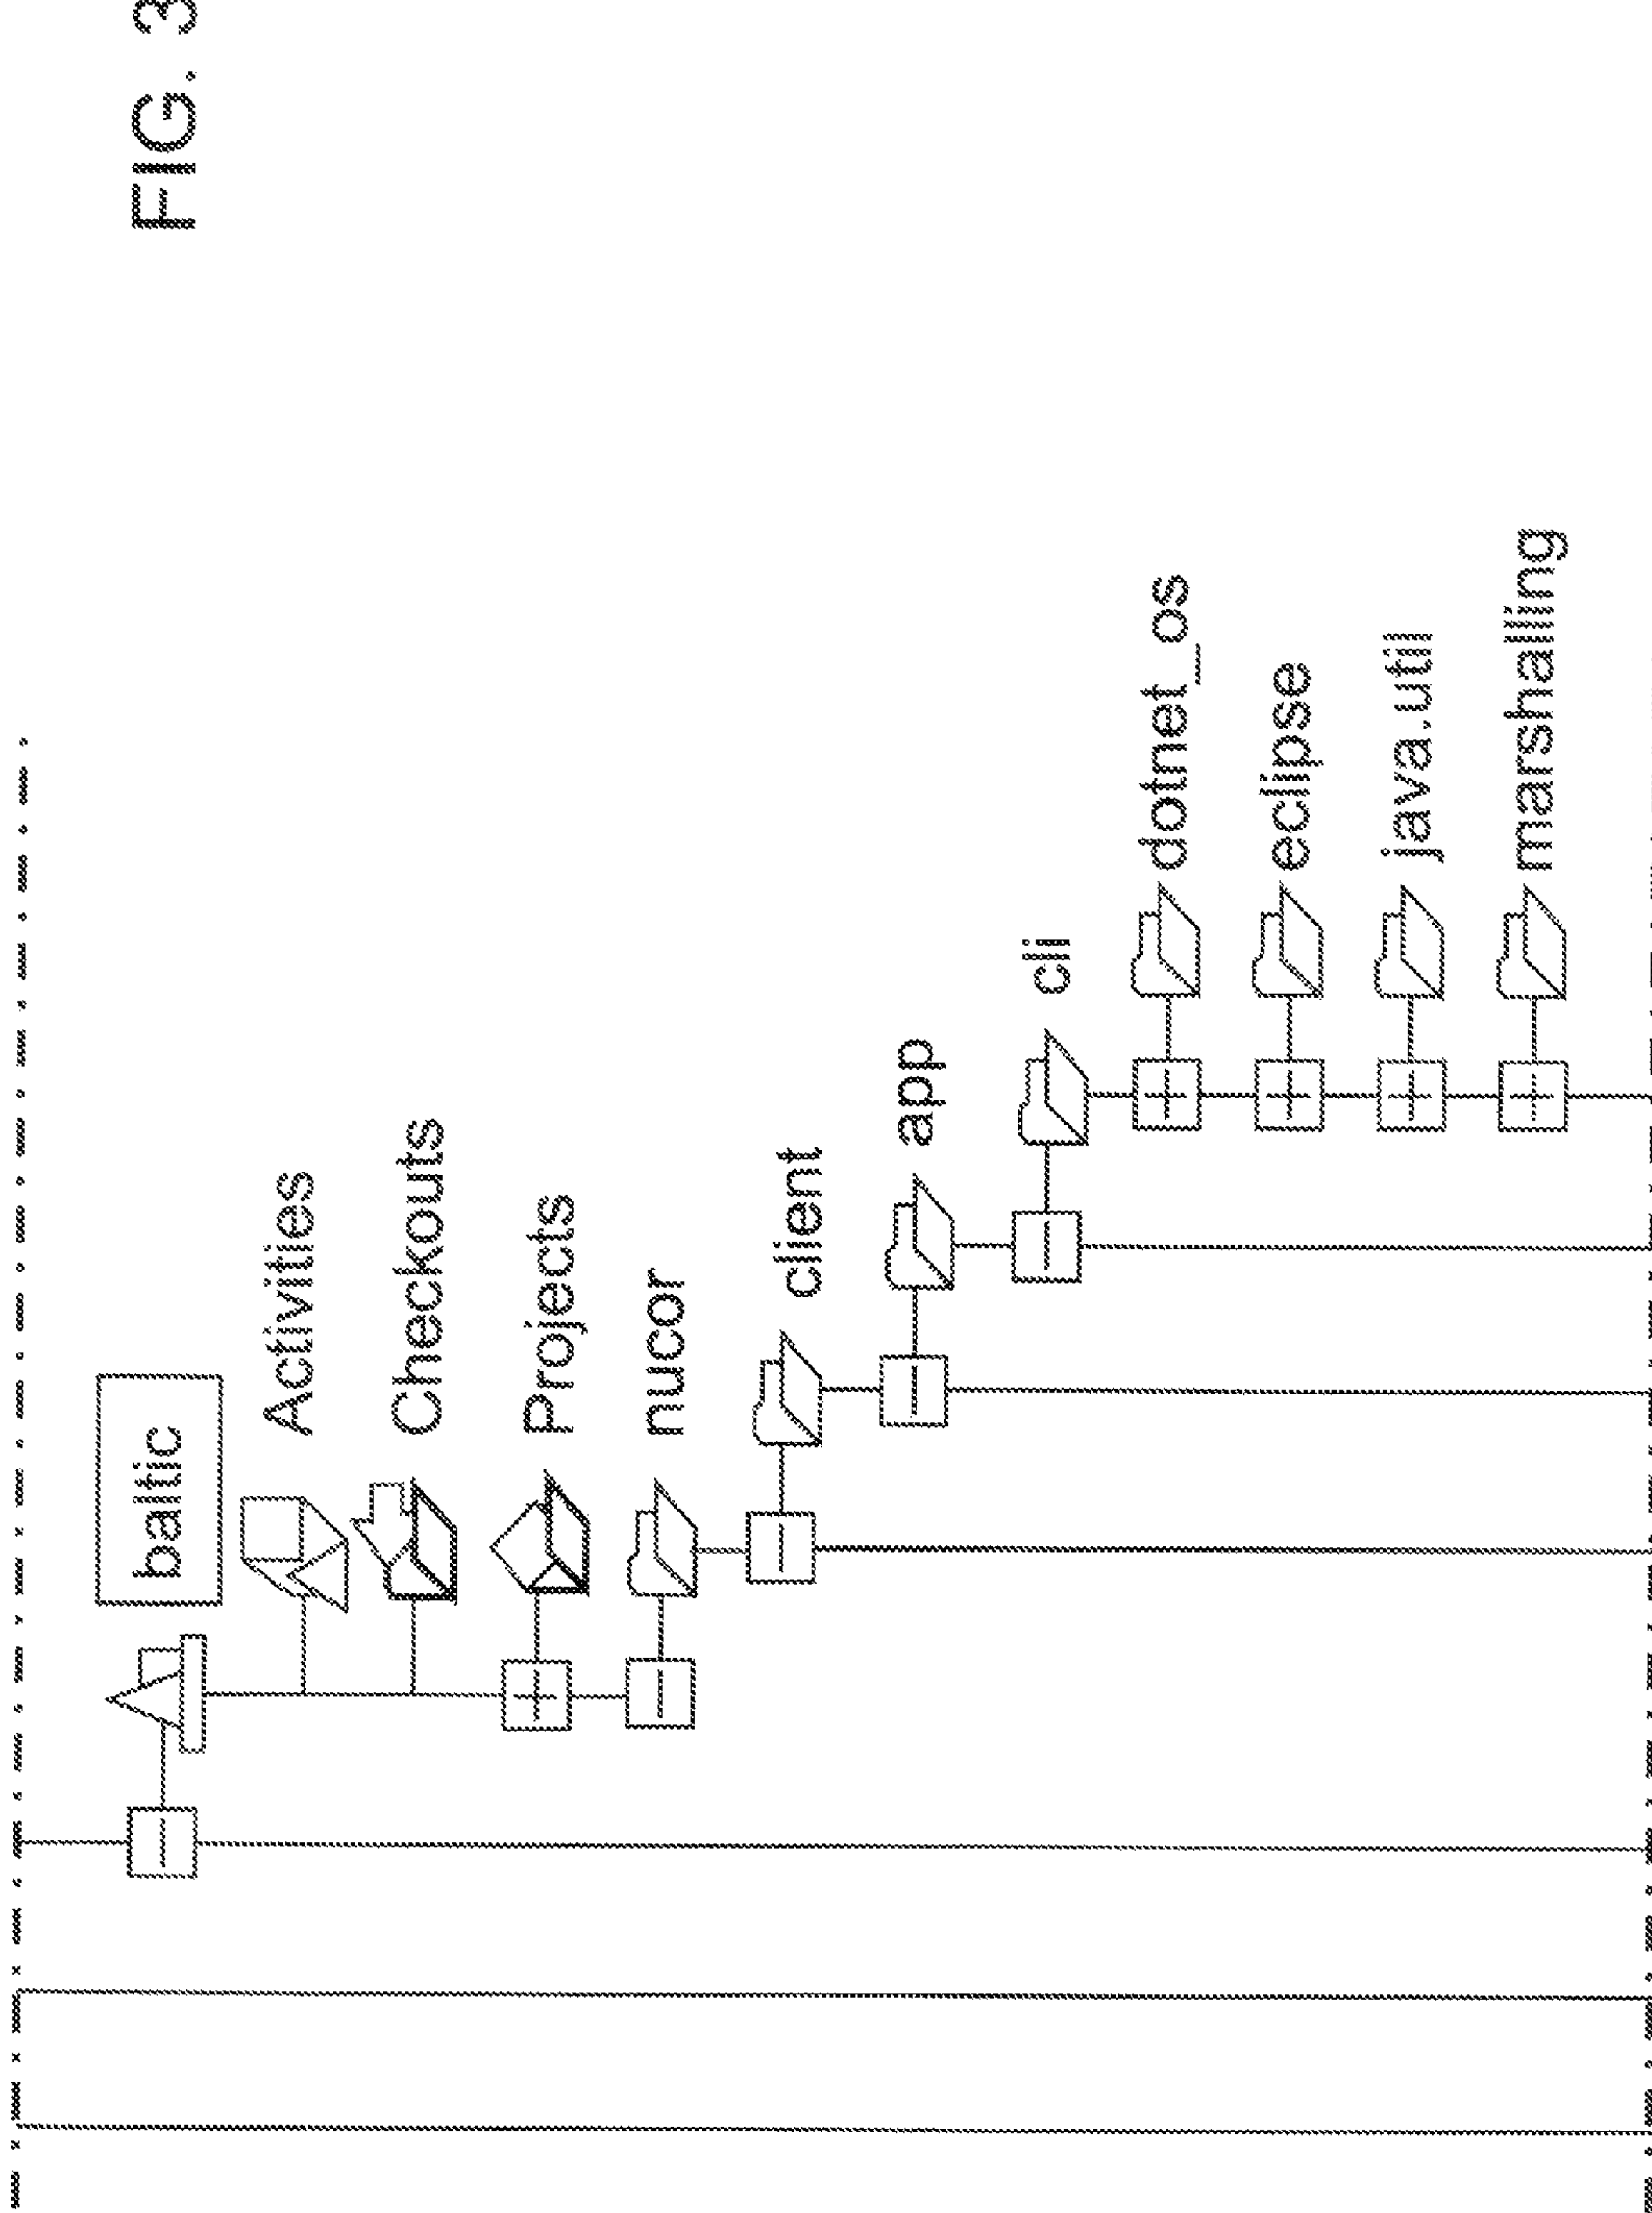 FIG. 3
baltic
Activities
Checkouts
Projects
nucor
client
app
cli
dotnet_os
eclipse
java.util
marshalling